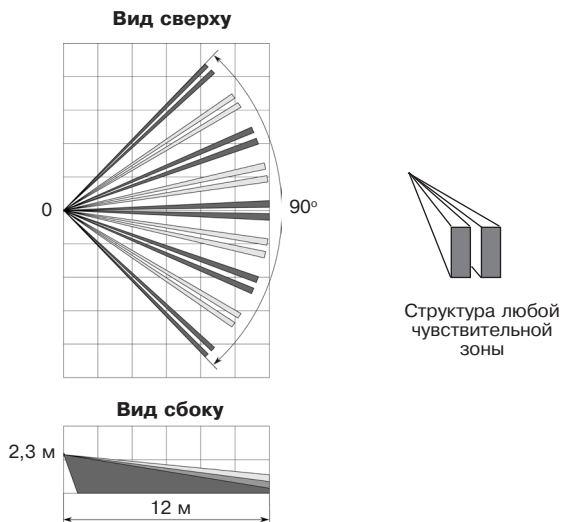 Вид сверху
0
90°
Структура любой
чувствительной
зоны
Вид сбоку
2,3 м
12 м